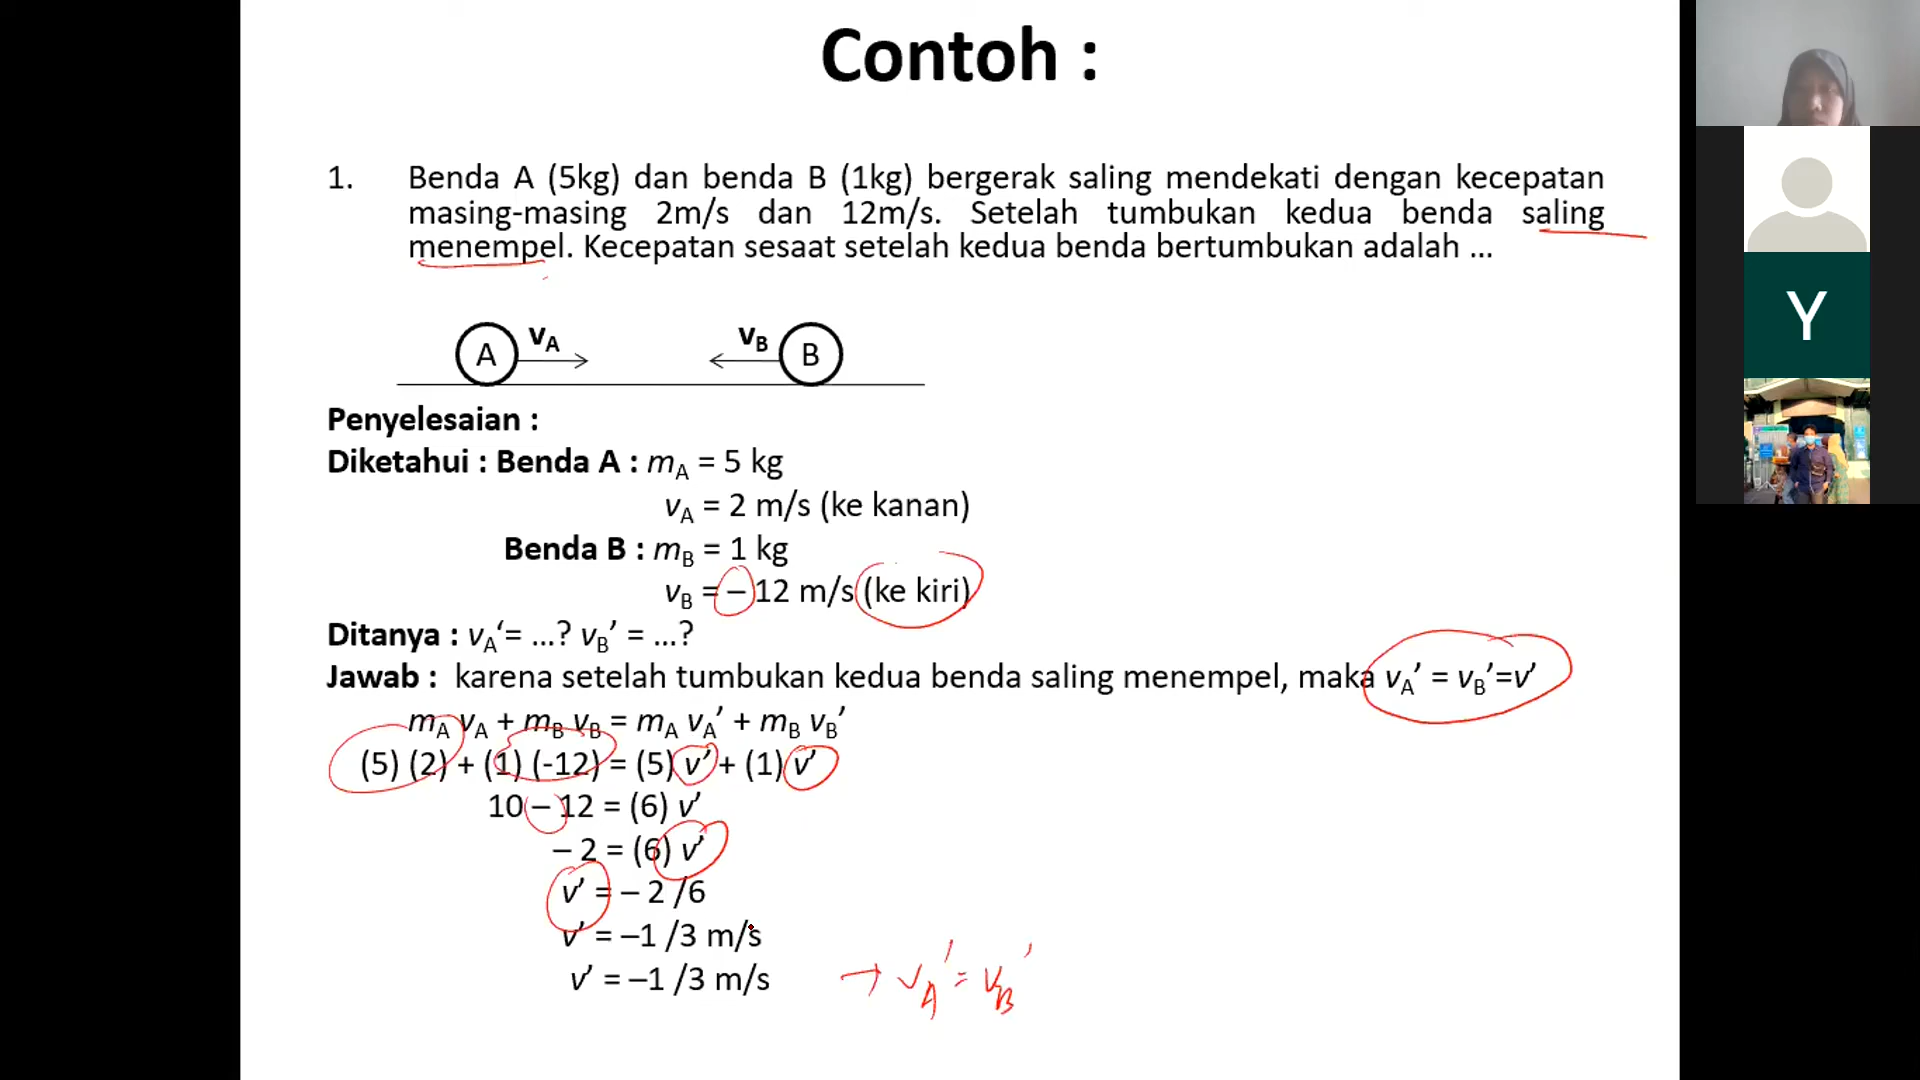 Contoh :
1. Benda A (5kg) dan benda B (1kg) bergerak saling mendekati dengan kecepatan
masing-masing 2m/s dan 12m/s. Setelah tumbukan kedua benda saling
menempel. Kecepatan sesaat setelah kedua benda bertumbukan adalah ...
A vA vB B
Penyelesaian :
Diketahui : Benda A : mA = 5 kg
vA = 2 m/s (ke kanan)
Benda B : mB = 1 kg
vB = – 12 m/s (ke kiri)
Ditanya : vA‘= ...? vB’ = ...?
Jawab : karena setelah tumbukan kedua benda saling menempel, maka vA’ = vB’=v’
mA vA + mB vB = mA vA’ + mB vB’
(5) (2) + (1) (-12) = (5) v’ + (1) v’
10 – 12 = (6) v’
– 2 = (6) v’
v’ = – 2 /6
v’ = –1 /3 m/s
v’ = –1 /3 m/s → vA' = vB'
Y